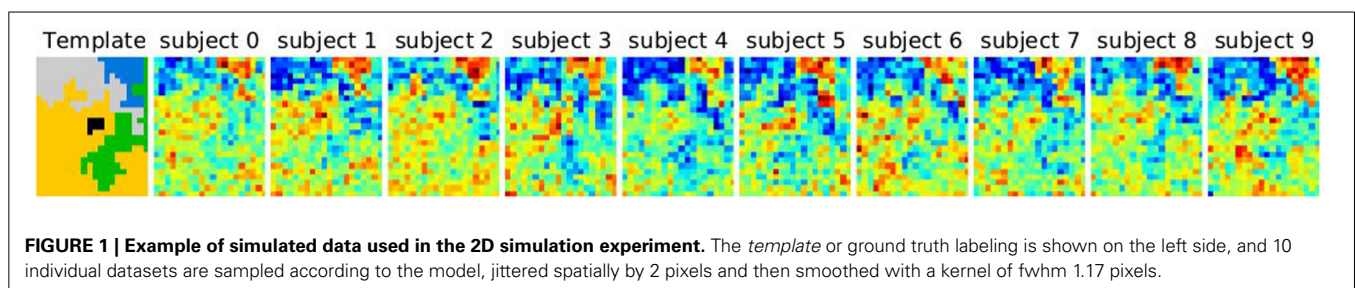 Template subject 0 subject 1 subject 2 subject 3 subject 4 subject 5 subject 6 subject 7 subject 8 subject 9
FIGURE 1 | Example of simulated data used in the 2D simulation experiment. The template or ground truth labeling is shown on the left side, and 10
individual datasets are sampled according to the model, jittered spatially by 2 pixels and then smoothed with a kernel of fwhm 1.17 pixels.